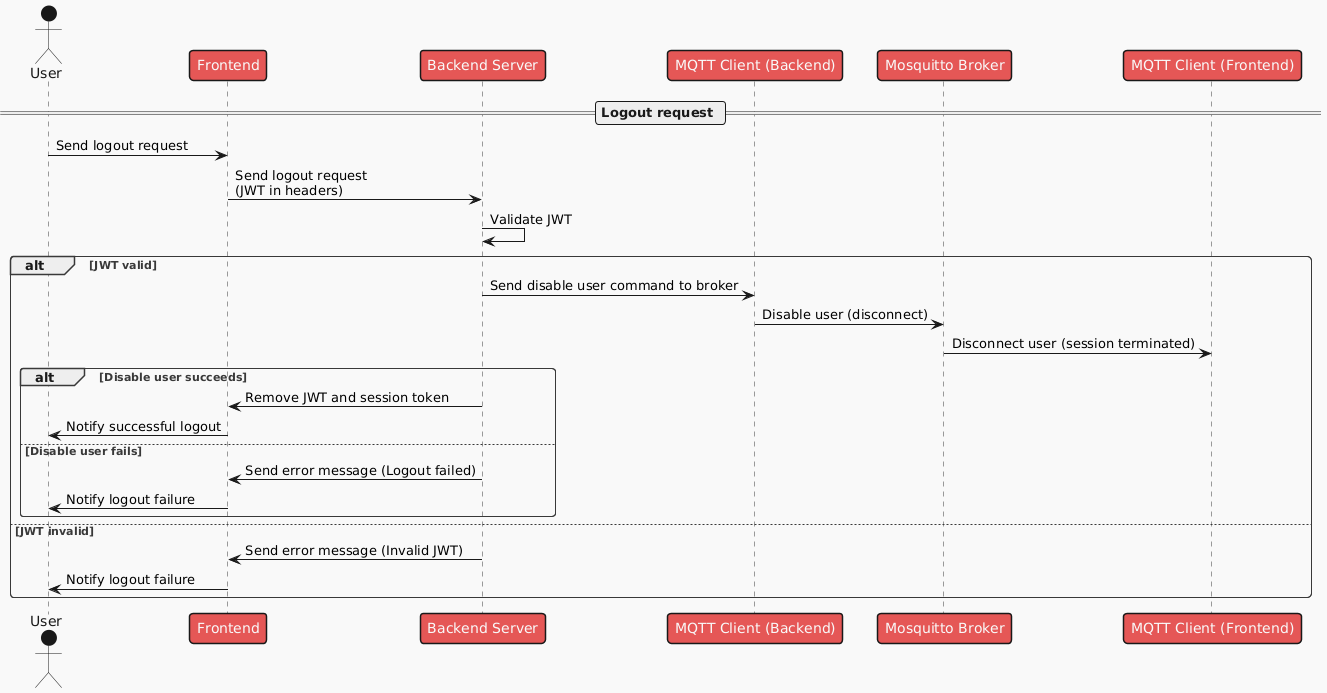 User
Frontend
Backend Server
MQTT Client (Backend)
Mosquitto Broker
MQTT Client (Frontend)
Logout request
Send logout request
Send logout request
(JWT in headers)
Validate JWT
alt
[JWT valid]
Send disable user command to broker
Disable user (disconnect)
Disconnect user (session terminated)
alt
[Disable user succeeds]
Remove JWT and session token
Notify successful logout
[Disable user fails]
Send error message (Logout failed)
Notify logout failure
[JWT invalid]
Send error message (Invalid JWT)
Notify logout failure
User
Frontend
Backend Server
MQTT Client (Backend)
Mosquitto Broker
MQTT Client (Frontend)